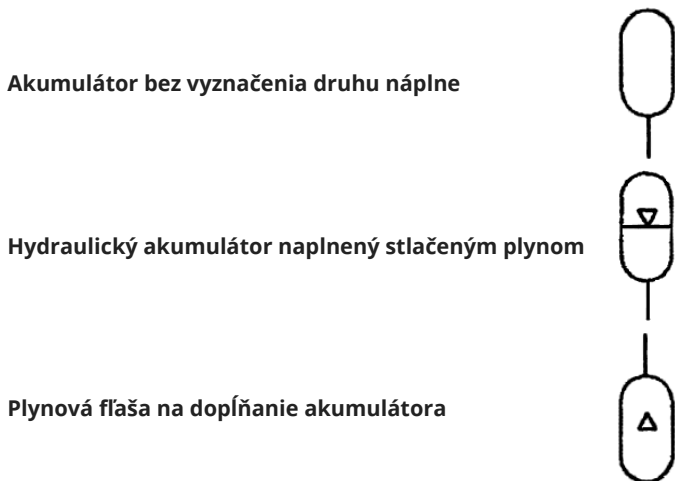 Akumulátor bez vyznačenia druhu náplne
Hydraulický akumulátor naplnený stlačeným plynom
Plynová fľaša na dopĺňanie akumulátora